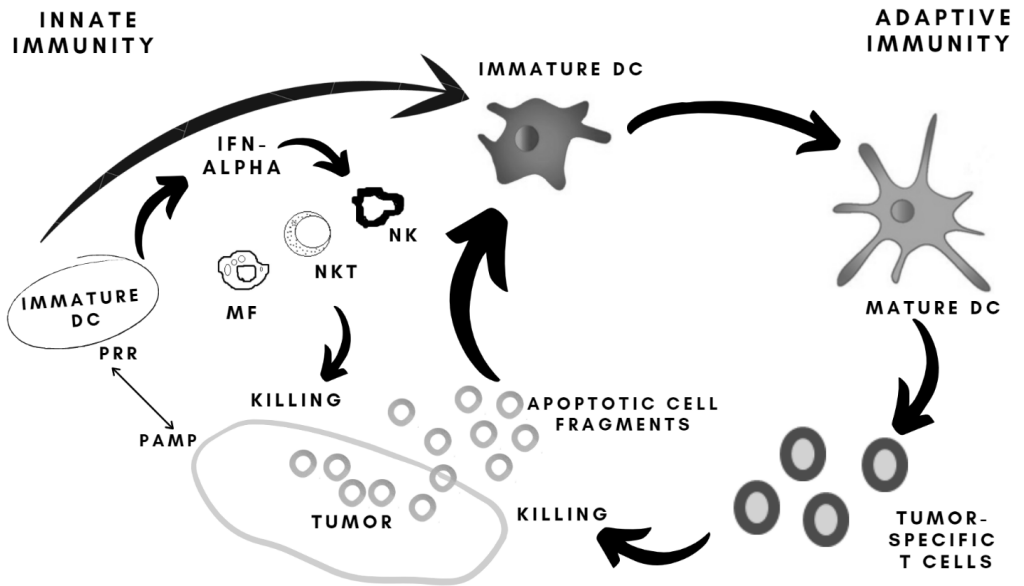 INNATE
IMMUNITY
ADAPTIVE
IMMUNITY
IMMATURE DC
IFN-
ALPHA
NK
NKT
MF
IMMATURE
DC
PRR
PAMP
KILLING
APOPTOTIC CELL
FRAGMENTS
MATURE DC
TUMOR
KILLING
TUMOR-
SPECIFIC
T CELLS